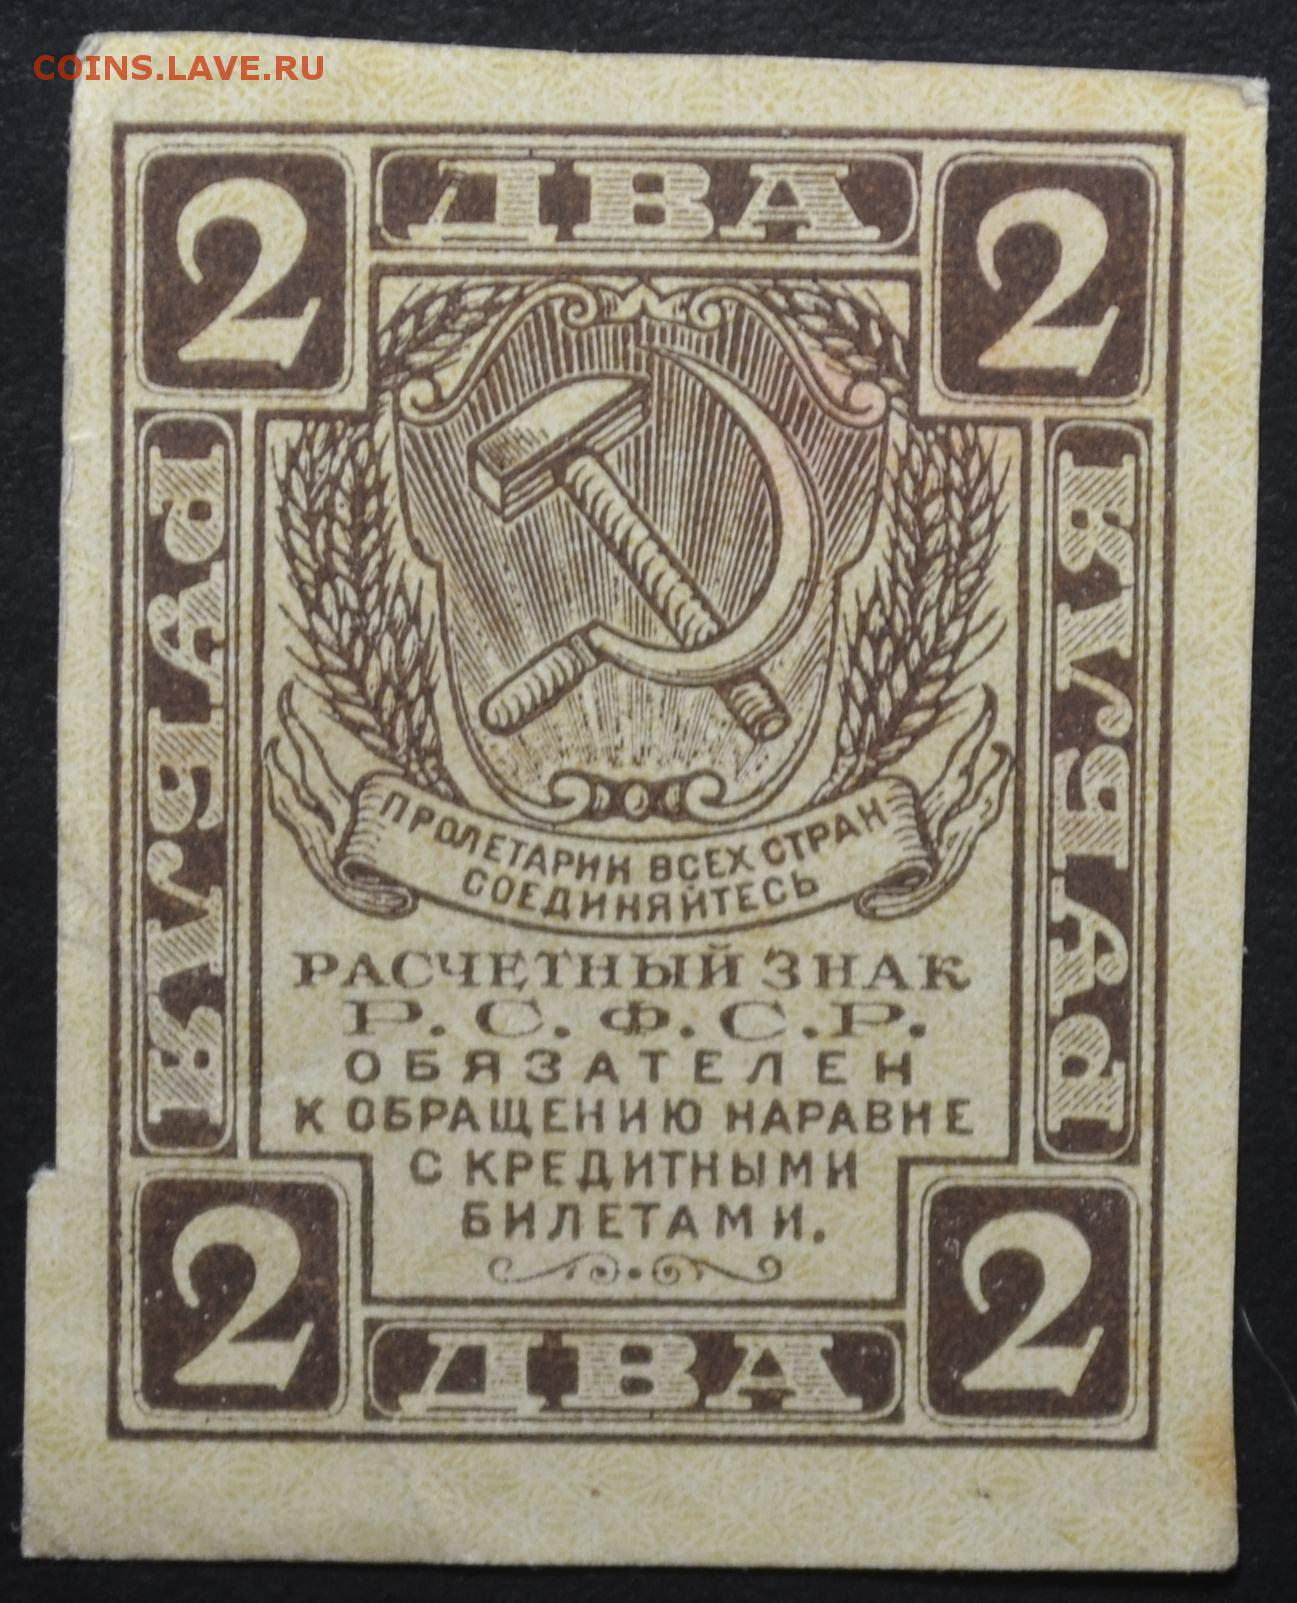 COINS.LAVE.RU
2 ДВА 2
РУБЛЯ
РУБЛЯ
ПРОЛЕТАРИИ ВСЕХ СТРАН
СОЕДИНЯЙТЕСЬ
РАСЧЕТНЫЙ ЗНАК
Р.С.Ф.С.Р.
ОБЯЗАТЕЛЕН
К ОБРАЩЕНИЮ НАРАВНЕ
С КРЕДИТНЫМИ
БИЛЕТАМИ.
2 ДВА 2